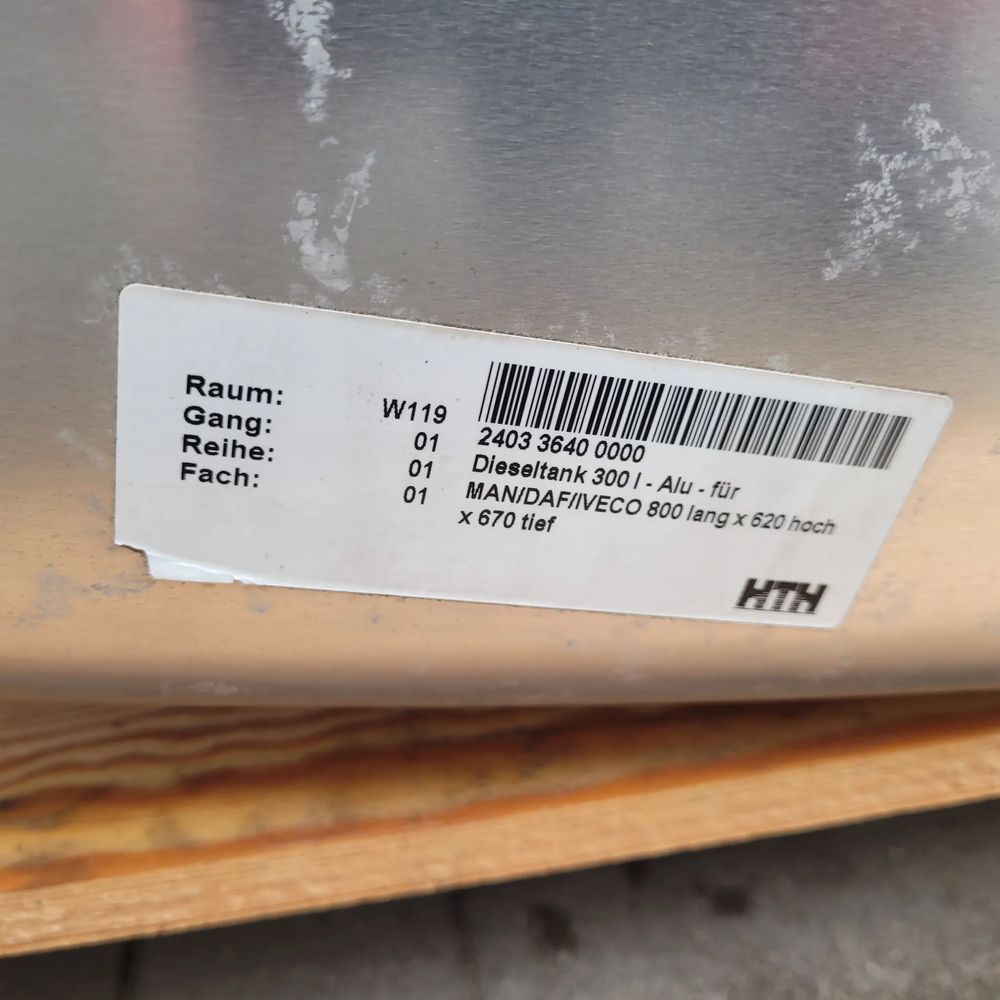 Raum: W119
Gang: 01
Reihe: 01
Fach: 01
2403 3640 0000
Dieseltank 300 l - Alu - für
MAN/DAF/IVECO 800 lang x 620 hoch
x 670 tief
HTH